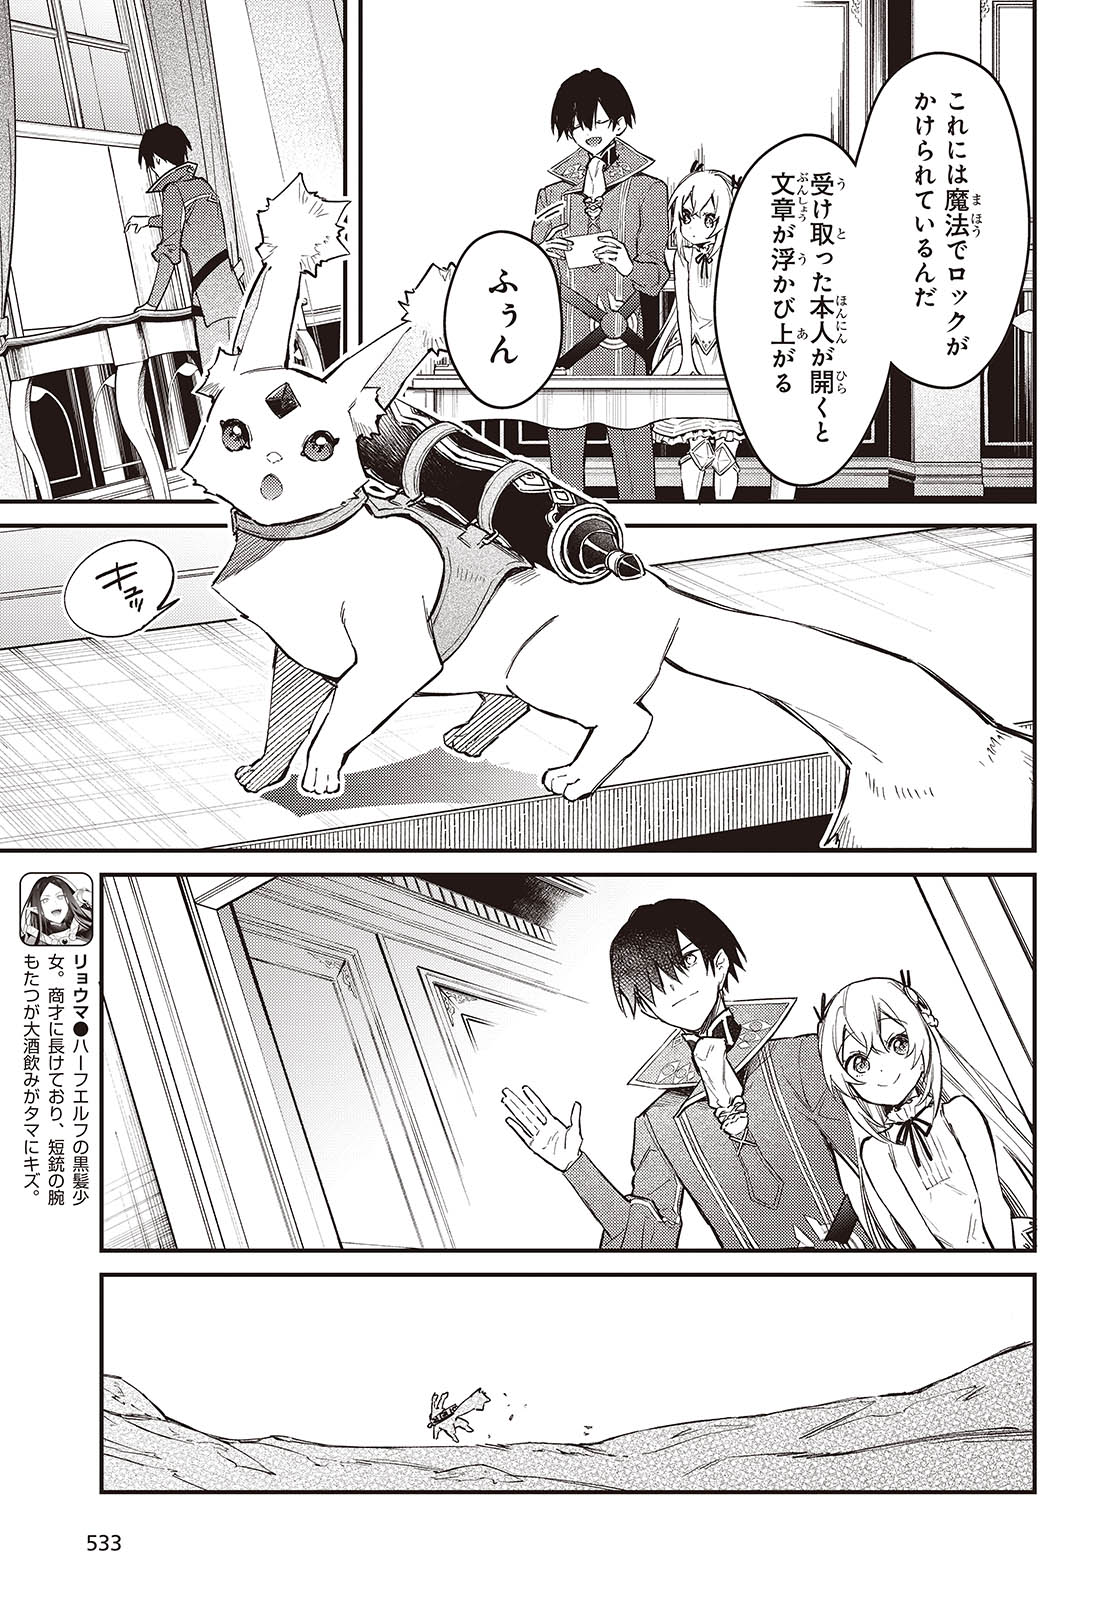 これには魔法でロックが
かけられているんだ
受け取った本人が開くと
文章が浮かび上がる
ふぅん
キュッ
リョウマ●ハーフエルフの黒髪少
女。商才に長けており、短銃の腕
もたつが大酒飲みがタマにキズ。
533